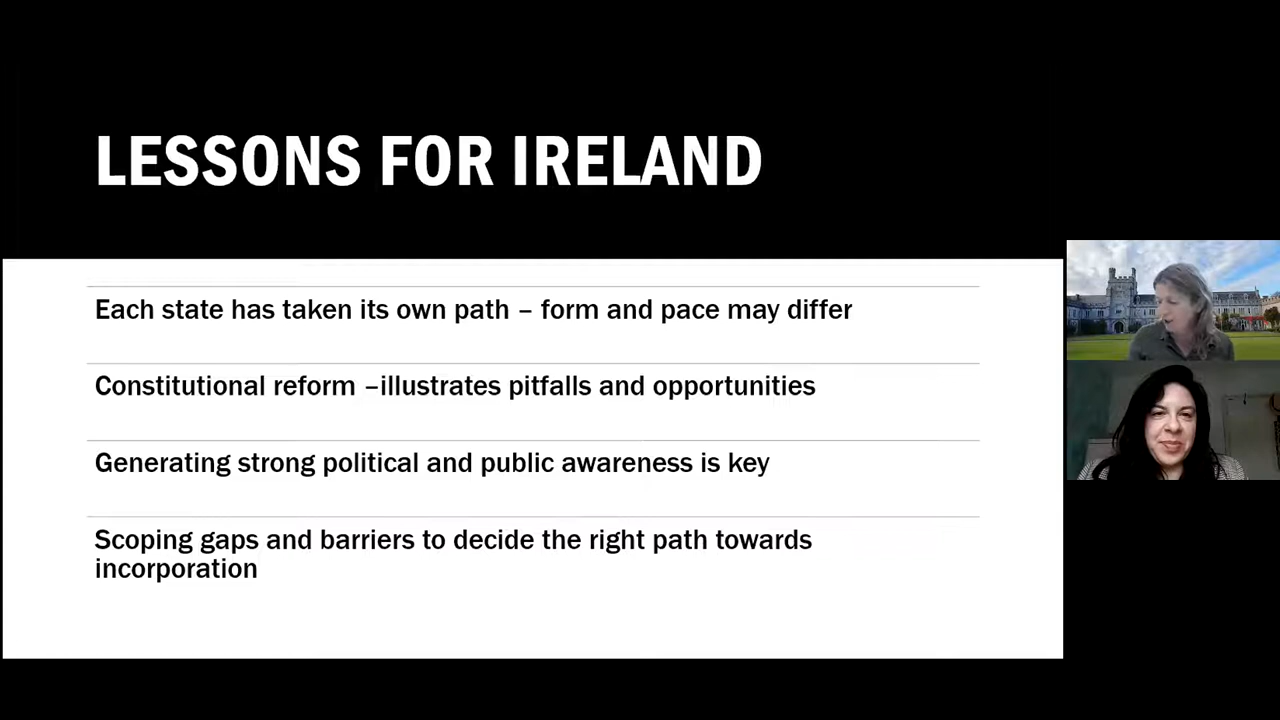 LESSONS FOR IRELAND
Each state has taken its own path – form and pace may differ
Constitutional reform –illustrates pitfalls and opportunities
Generating strong political and public awareness is key
Scoping gaps and barriers to decide the right path towards
incorporation